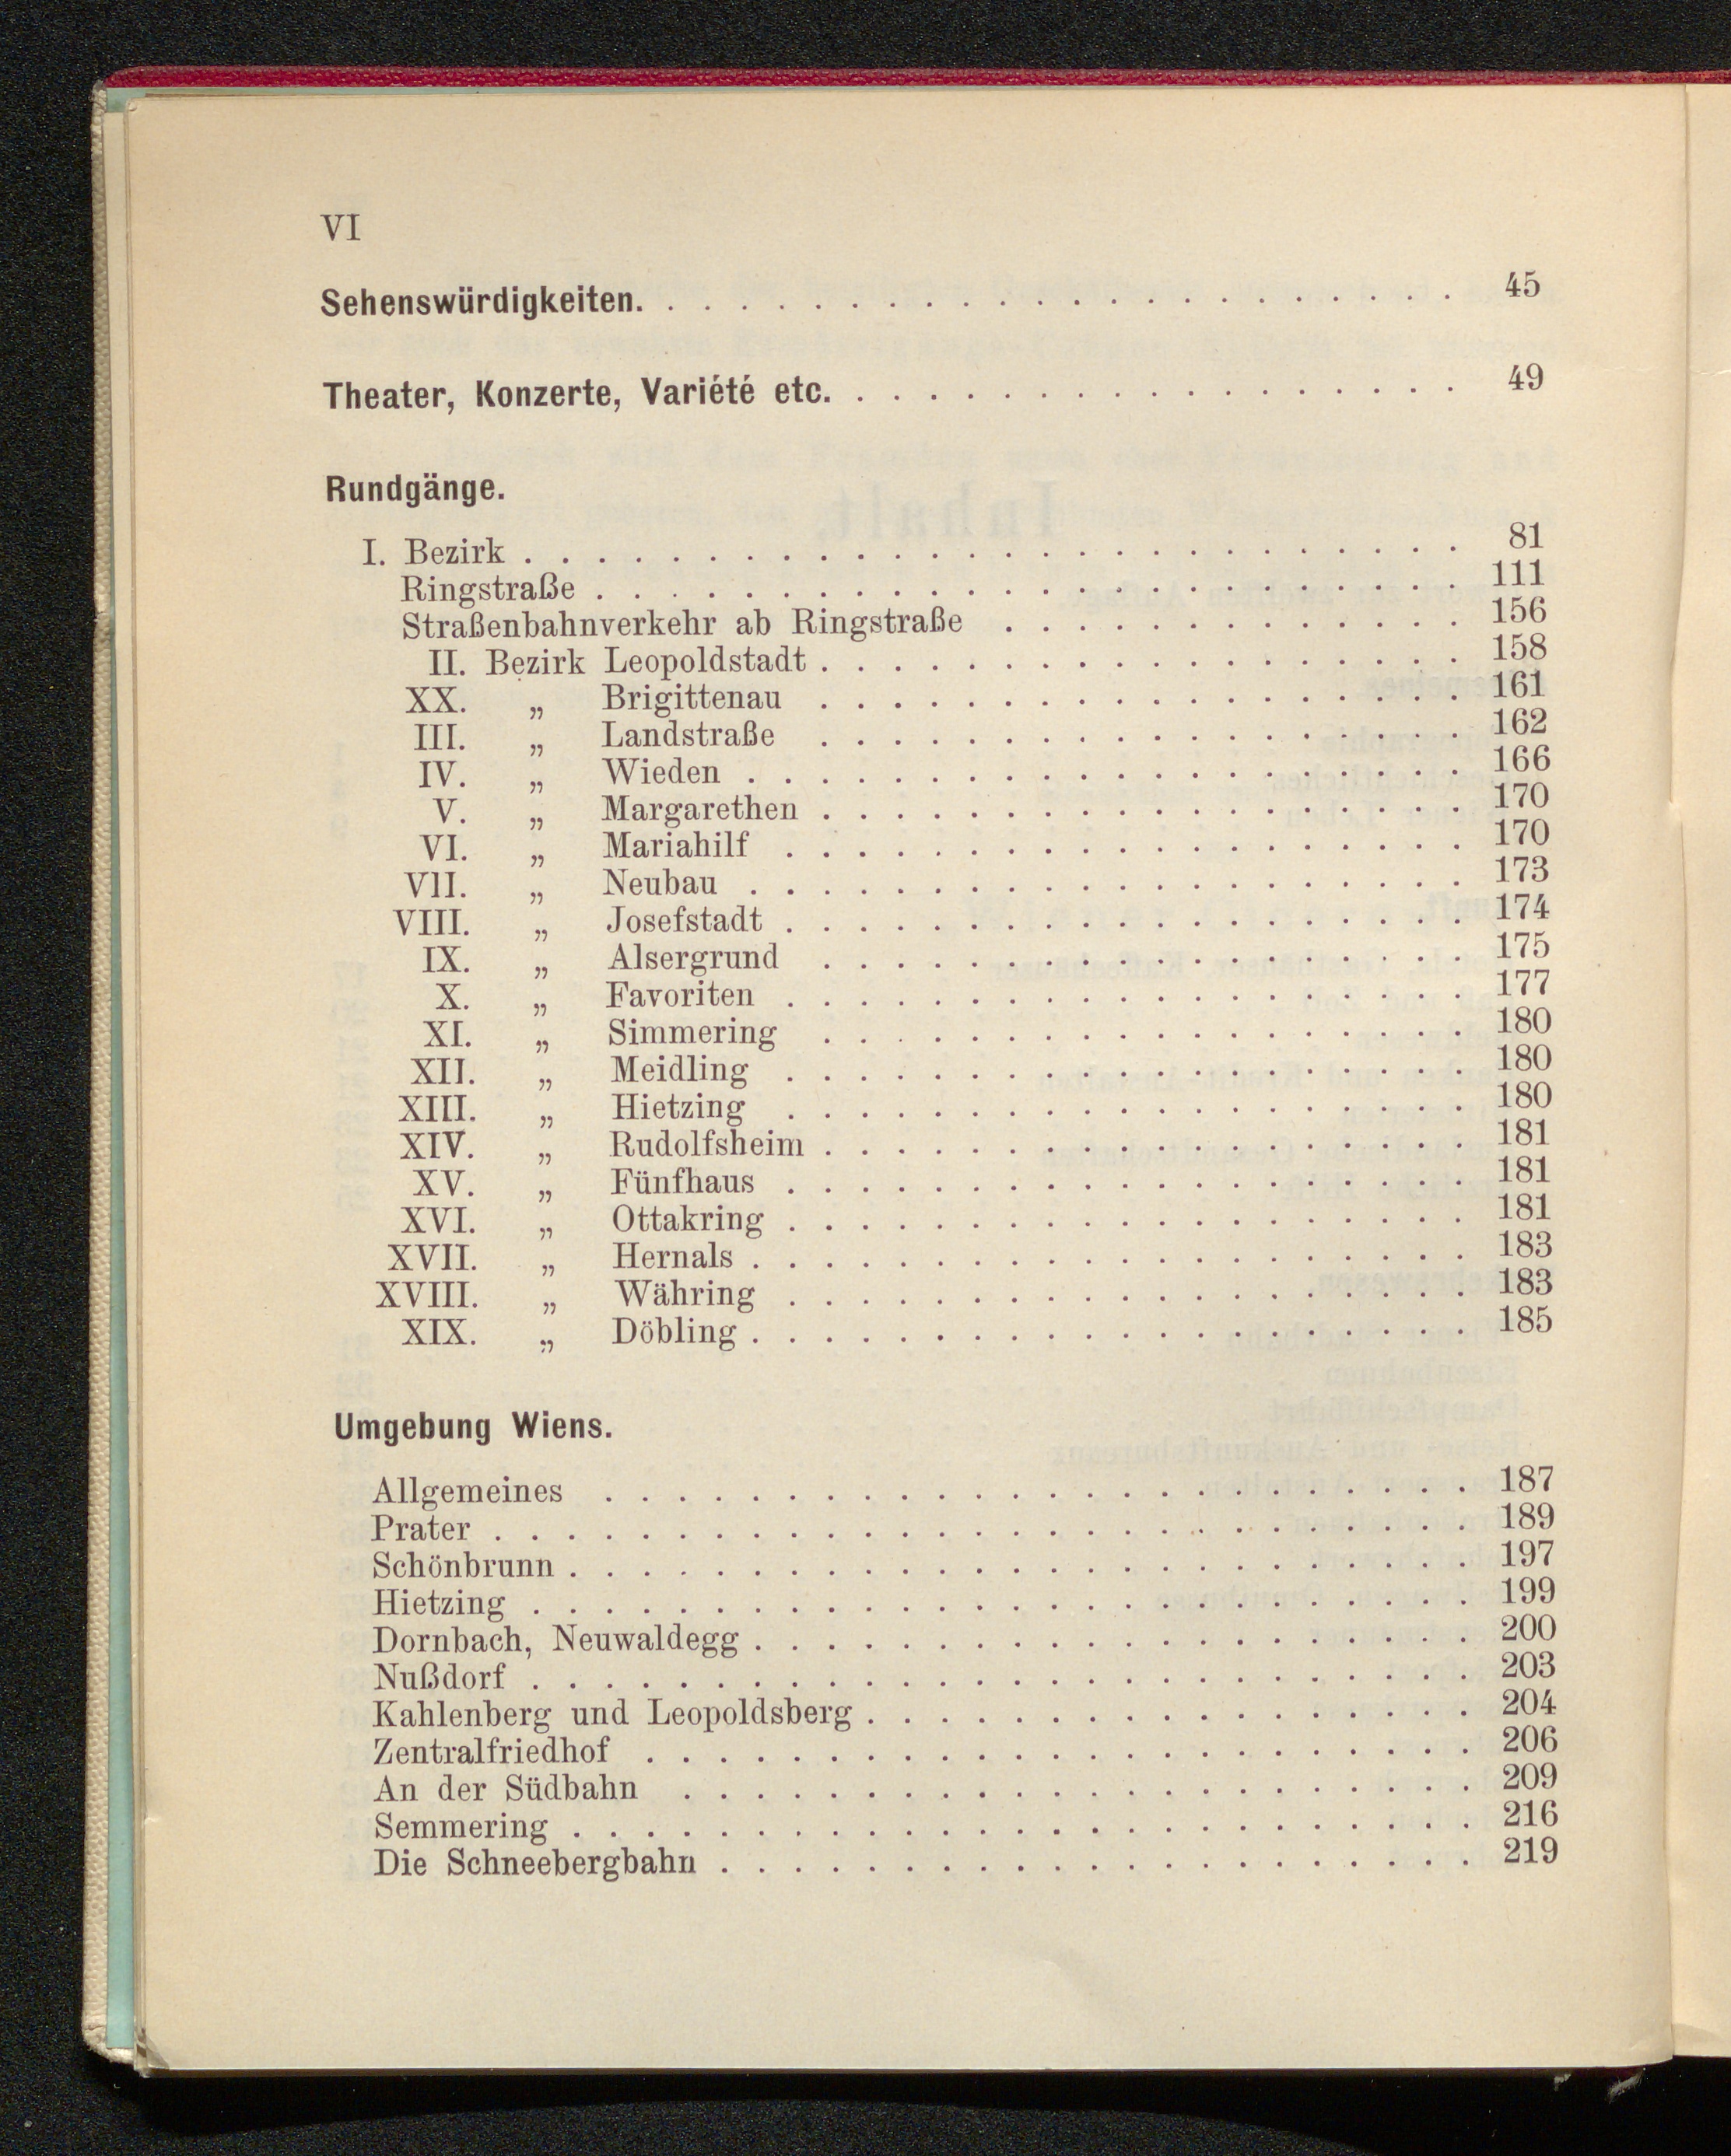 VI
Sehenswürdigkeiten. . . . . . . . . . . . . . . . . . . . . . . 45
Theater, Konzerte, Variété etc. . . . . . . . . . . . . . . . . . 49
Rundgänge.
I. Bezirk . . . . . . . . . . . . . . . . . . . . . . . . . . 81
Ringstraße . . . . . . . . . . . . . . . . . . . . . . . . 111
Straßenbahnverkehr ab Ringstraße . . . . . . . . . . . . . 156
II. Bezirk Leopoldstadt . . . . . . . . . . . . . . . . . . 158
XX. „ Brigittenau . . . . . . . . . . . . . . . . . . 161
III. „ Landstraße . . . . . . . . . . . . . . . . . . 162
IV. „ Wieden . . . . . . . . . . . . . . . . . . . . 166
V. „ Margarethen . . . . . . . . . . . . . . . . . . 170
VI. „ Mariahilf . . . . . . . . . . . . . . . . . . . 170
VII. „ Neubau . . . . . . . . . . . . . . . . . . . . 173
VIII. „ Josefstadt . . . . . . . . . . . . . . . . . . . 174
IX. „ Alsergrund . . . . . . . . . . . . . . . . . . 175
X. „ Favoriten . . . . . . . . . . . . . . . . . . . 177
XI. „ Simmering . . . . . . . . . . . . . . . . . . 180
XII. „ Meidling . . . . . . . . . . . . . . . . . . . 180
XIII. „ Hietzing . . . . . . . . . . . . . . . . . . . 180
XIV. „ Rudolfsheim . . . . . . . . . . . . . . . . . . 181
XV. „ Fünfhaus . . . . . . . . . . . . . . . . . . . 181
XVI. „ Ottakring . . . . . . . . . . . . . . . . . . . 181
XVII. „ Hernals . . . . . . . . . . . . . . . . . . . . 183
XVIII. „ Währing . . . . . . . . . . . . . . . . . . . 183
XIX. „ Döbling . . . . . . . . . . . . . . . . . . . . 185
Umgebung Wiens.
Allgemeines . . . . . . . . . . . . . . . . . . . . . . . . 187
Prater . . . . . . . . . . . . . . . . . . . . . . . . . . . 189
Schönbrunn . . . . . . . . . . . . . . . . . . . . . . . . . 197
Hietzing . . . . . . . . . . . . . . . . . . . . . . . . . . 199
Dornbach, Neuwaldegg . . . . . . . . . . . . . . . . . . . . 200
Nußdorf . . . . . . . . . . . . . . . . . . . . . . . . . . 203
Kahlenberg und Leopoldsberg . . . . . . . . . . . . . . . . . 204
Zentralfriedhof . . . . . . . . . . . . . . . . . . . . . . . 206
An der Südbahn . . . . . . . . . . . . . . . . . . . . . . 209
Semmering . . . . . . . . . . . . . . . . . . . . . . . . . 216
Die Schneebergbahn . . . . . . . . . . . . . . . . . . . . . 219